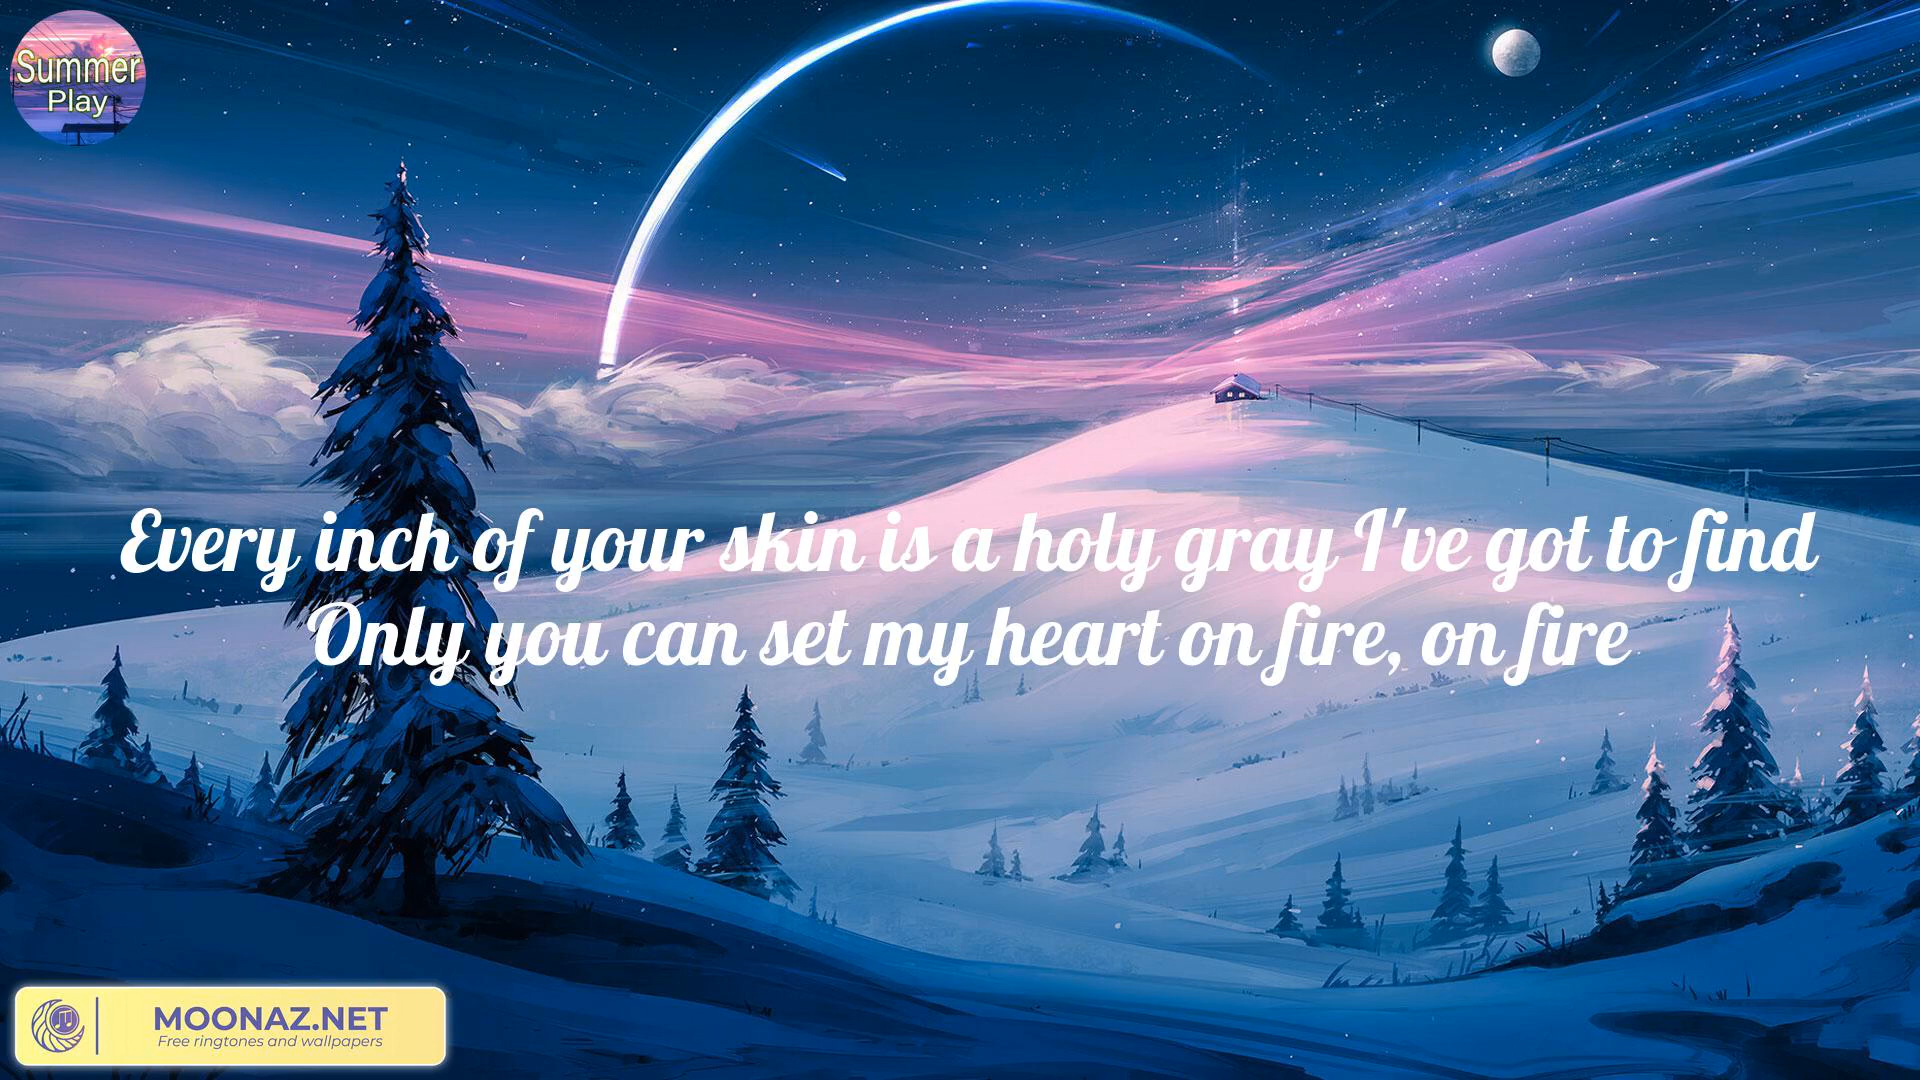 Summer
Play
Every inch of your skin is a holy gray I've got to find
Only you can set my heart on fire, on fire
MOONAZ.NET
Free ringtones and wallpapers